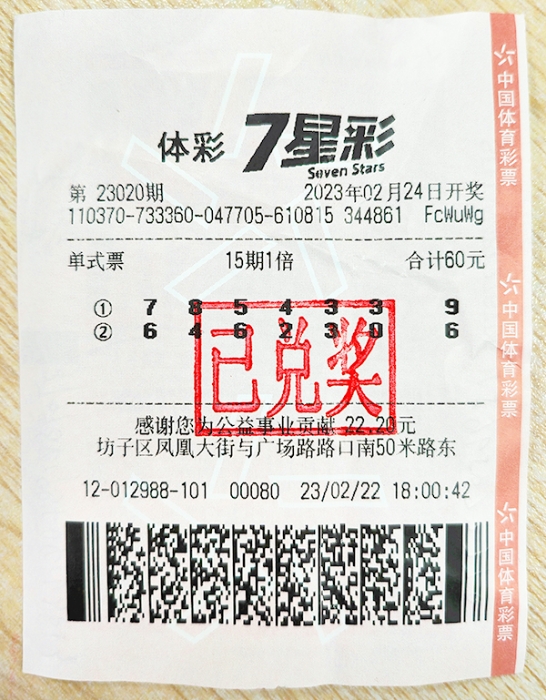 体彩 7星彩
Seven Stars
第 23020期 2023年02月24日开奖
110370-733360-047705-610815 344861 FcWuWg
单式票 15期1倍 合计60元
① 7 8 5 4 3 3 9
② 6 4 6 2 3 0 6
已兑奖
感谢您为公益事业贡献 22.20元
坊子区凤凰大街与广场路路口南50米路东
12-012988-101 00080 23/02/22 18:00:42
中国体育彩票
中国体育彩票
中国体育彩票